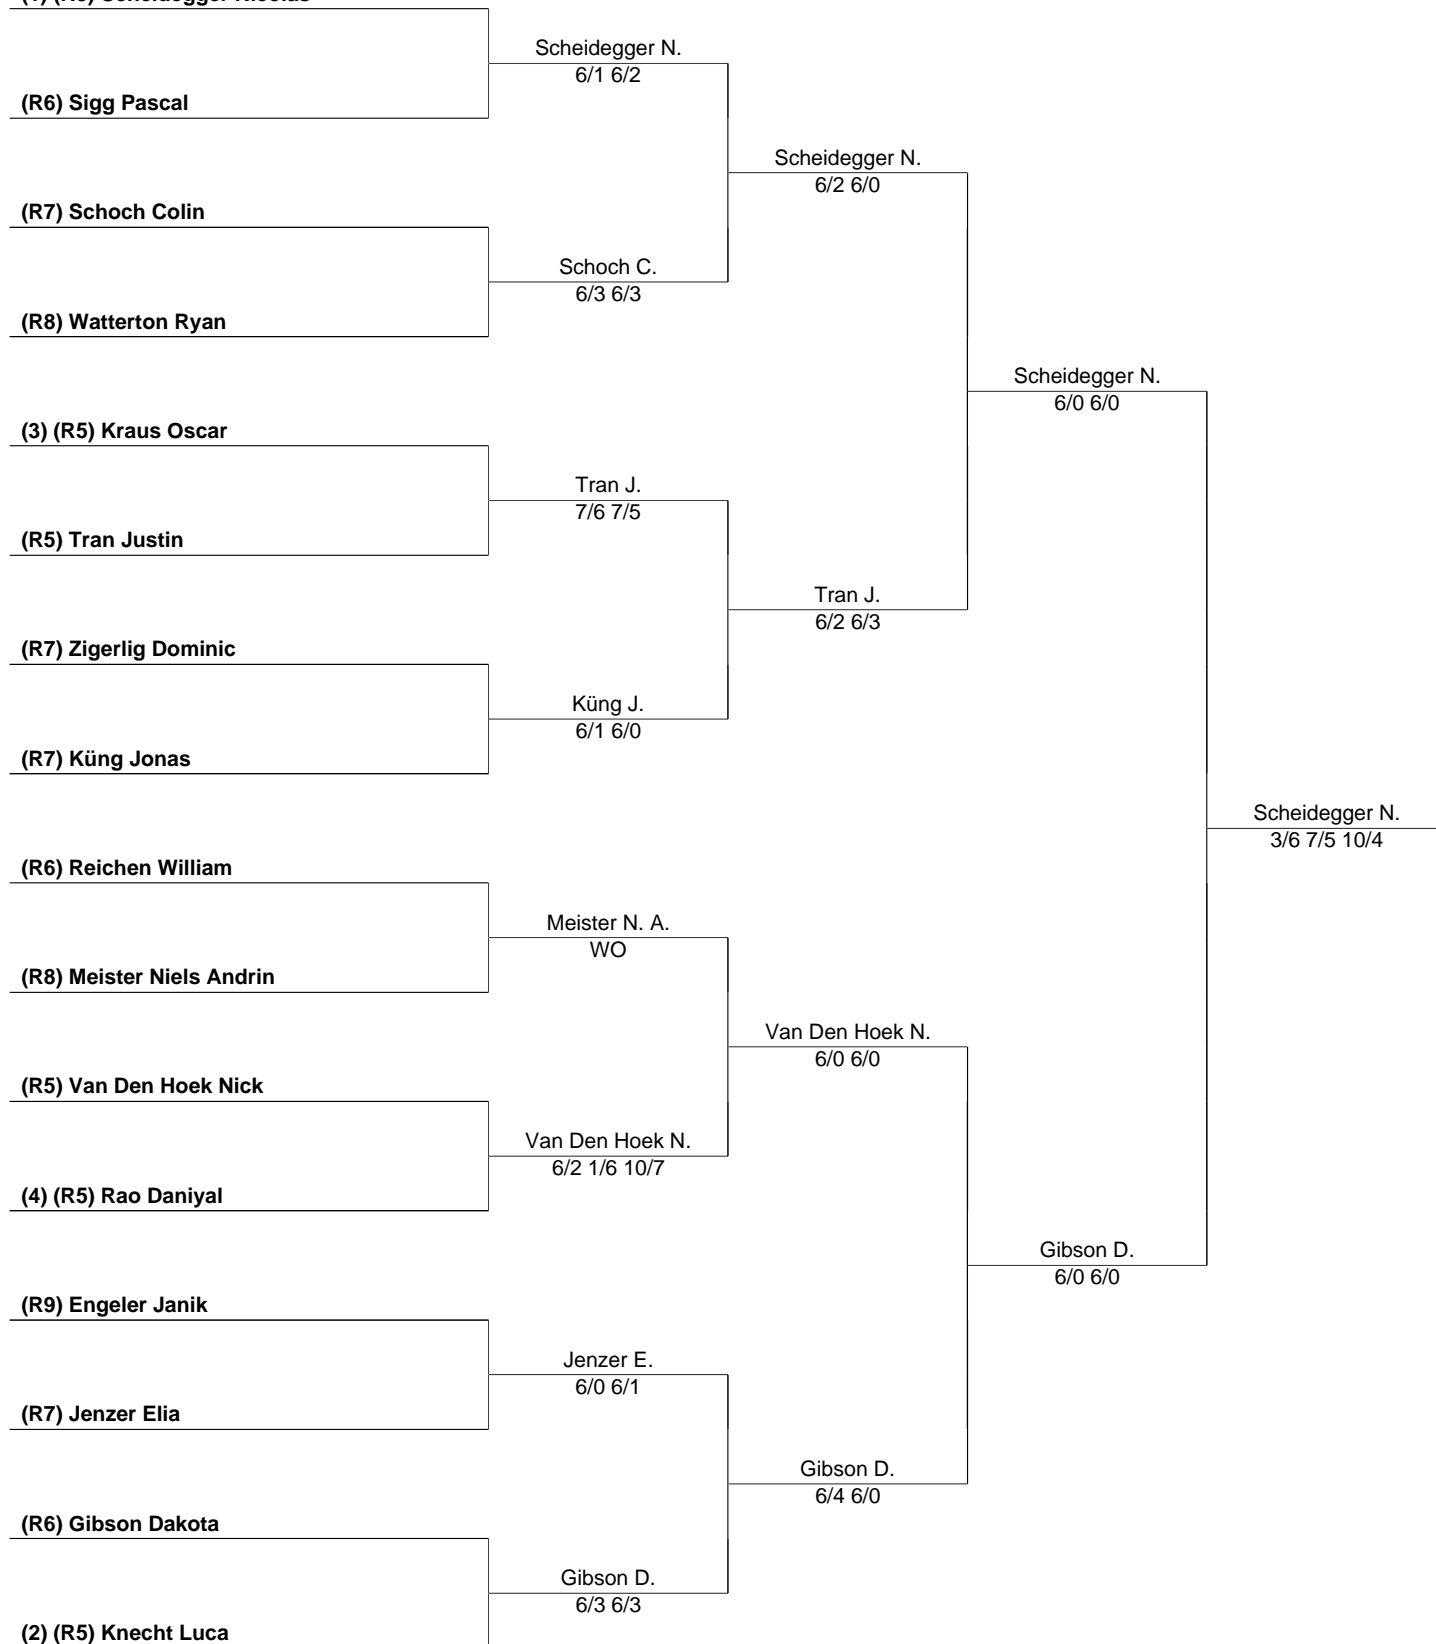 Scheidegger N.
6/1 6/2
(R6) Sigg Pascal
Scheidegger N.
6/2 6/0
(R7) Schoch Colin
Schoch C.
6/3 6/3
(R8) Watterton Ryan
Scheidegger N.
6/0 6/0
(3) (R5) Kraus Oscar
Tran J.
7/6 7/5
(R5) Tran Justin
Tran J.
6/2 6/3
(R7) Zigerlig Dominic
Küng J.
6/1 6/0
(R7) Küng Jonas
Scheidegger N.
3/6 7/5 10/4
(R6) Reichen William
Meister N. A.
WO
(R8) Meister Niels Andrin
Van Den Hoek N.
6/0 6/0
(R5) Van Den Hoek Nick
Van Den Hoek N.
6/2 1/6 10/7
(4) (R5) Rao Daniyal
Gibson D.
6/0 6/0
(R9) Engeler Janik
Jenzer E.
6/0 6/1
(R7) Jenzer Elia
Gibson D.
6/4 6/0
(R6) Gibson Dakota
Gibson D.
6/3 6/3
(2) (R5) Knecht Luca